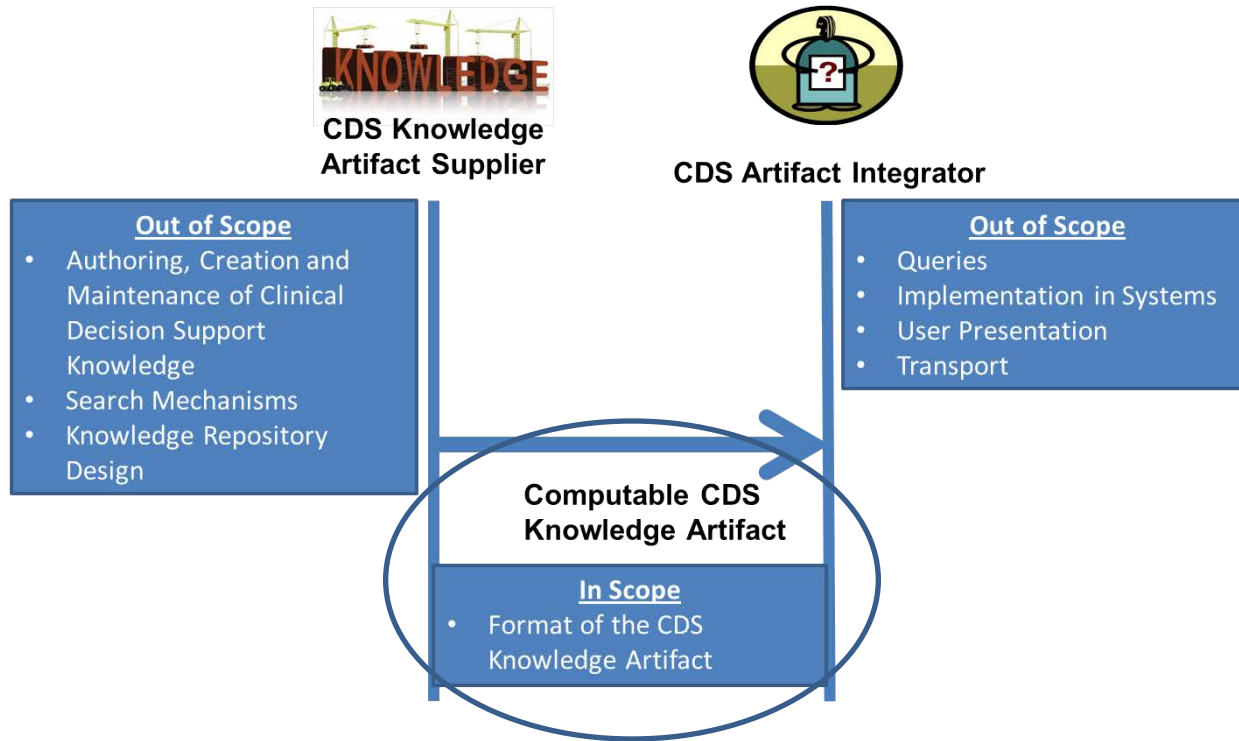 KNOWLEDGE
?
CDS Knowledge
Artifact Supplier
CDS Artifact Integrator
Out of Scope
• Authoring, Creation and
Maintenance of Clinical
Decision Support
Knowledge
• Search Mechanisms
• Knowledge Repository
Design
Out of Scope
• Queries
• Implementation in Systems
• User Presentation
• Transport
Computable CDS
Knowledge Artifact
In Scope
• Format of the CDS
Knowledge Artifact